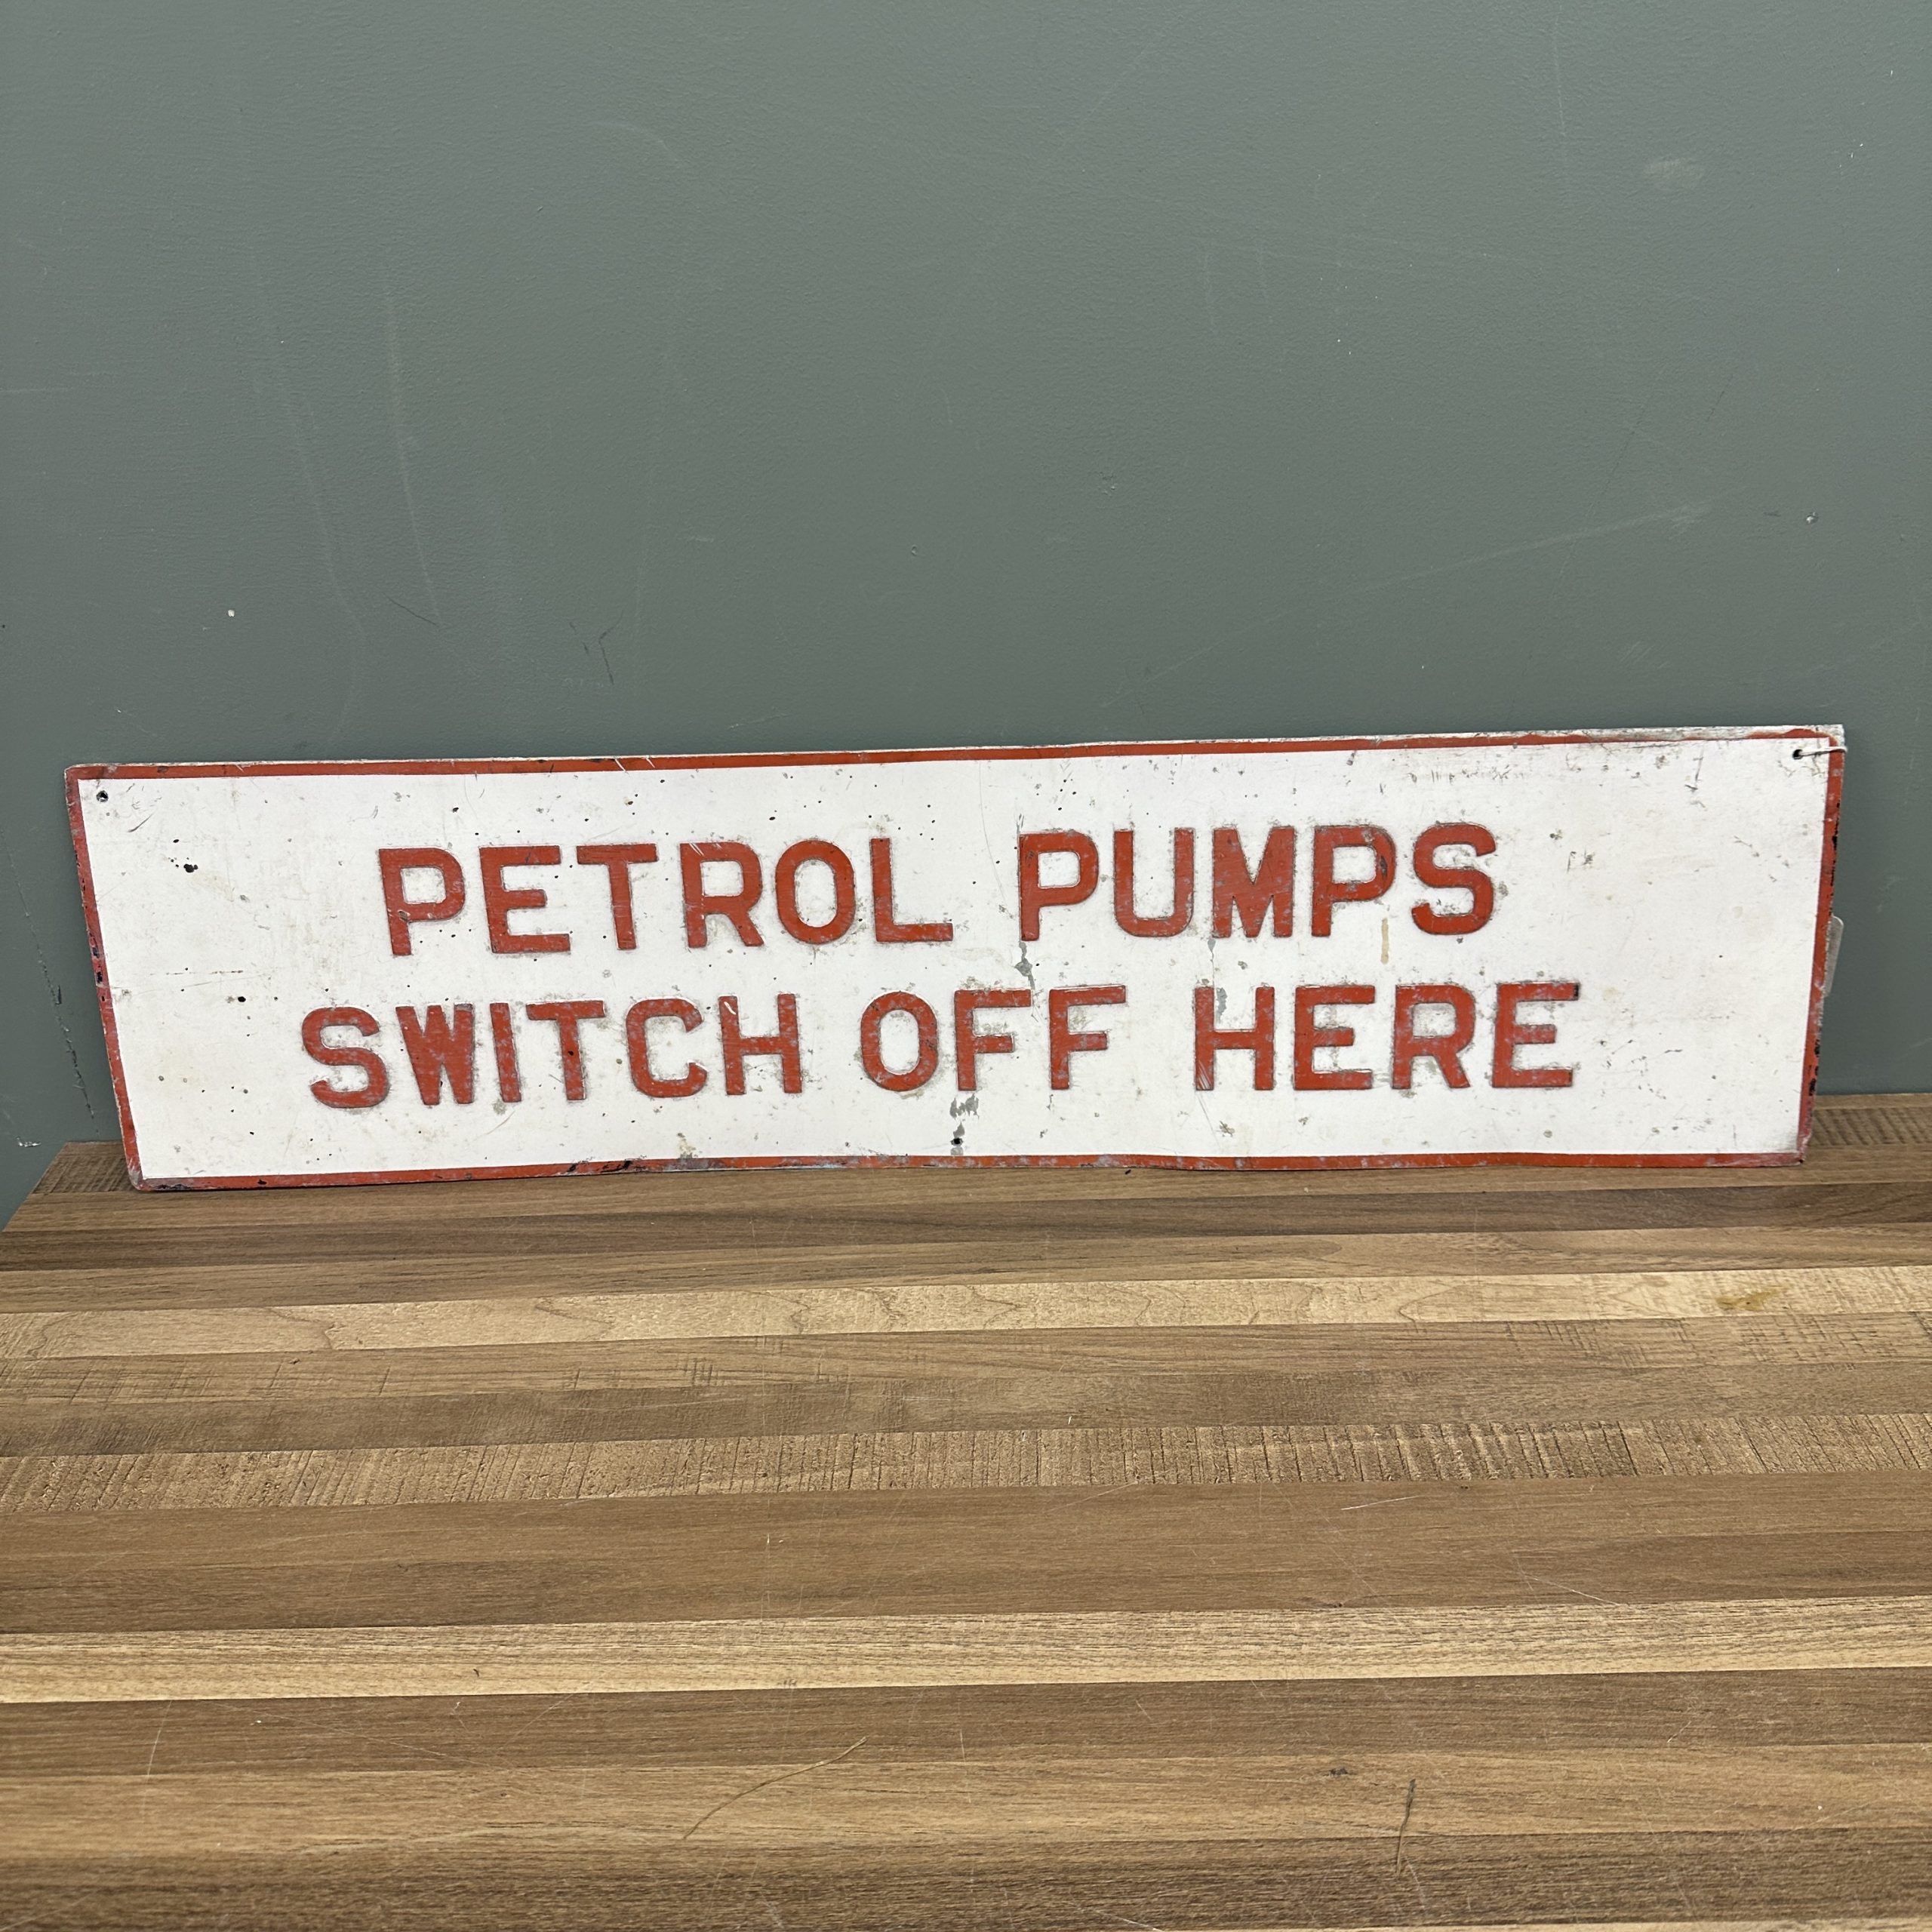 PETROL PUMPS
SWITCH OFF HERE